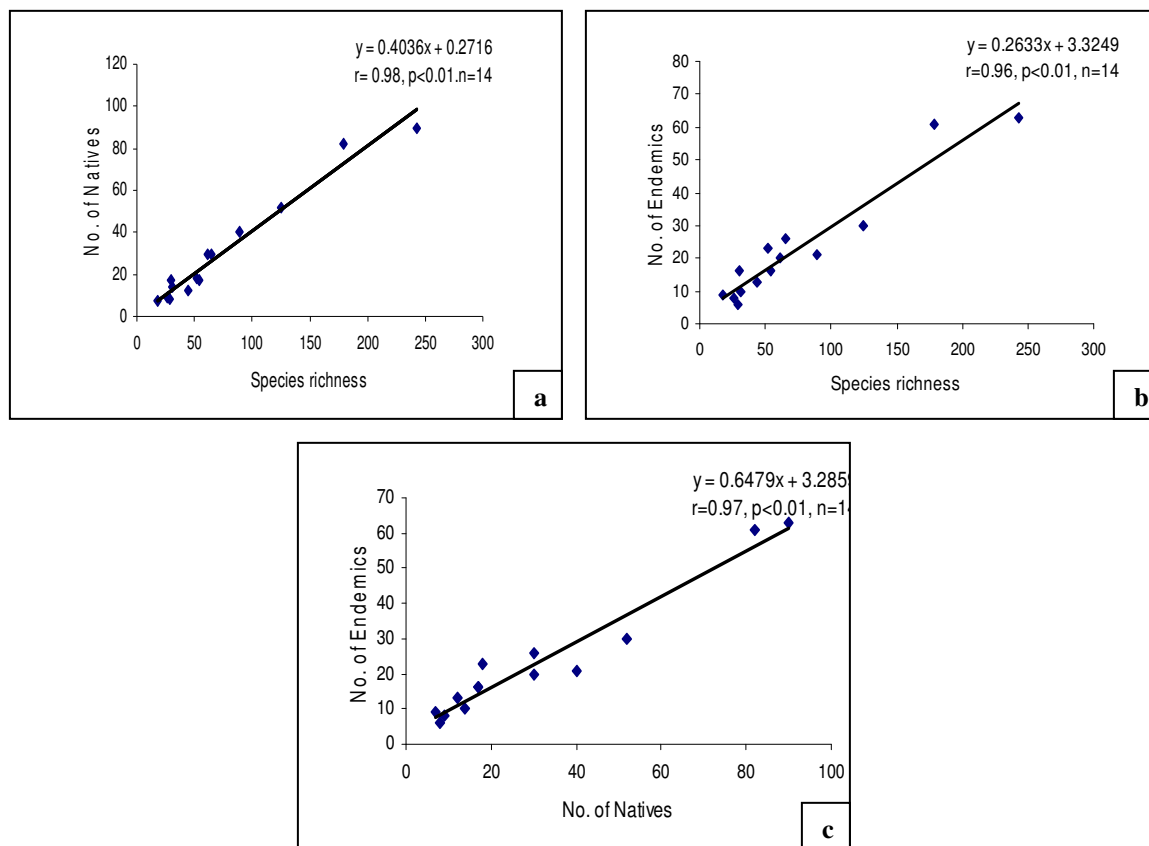 y = 0.4036x + 0.2716
r= 0.98, p<0.01.n=14
120
100
80
60
40
20
0
No. of Natives
0 50 100 150 200 250 300
Species richness
a
y = 0.2633x + 3.3249
r=0.96, p<0.01, n=14
80
70
60
50
40
30
20
10
0
No. of Endemics
0 50 100 150 200 250 300
Species richness
b
y = 0.6479x + 3.2859
r=0.97, p<0.01, n=14
70
60
50
40
30
20
10
0
No. of Endemics
0 20 40 60 80 100
No. of Natives
c